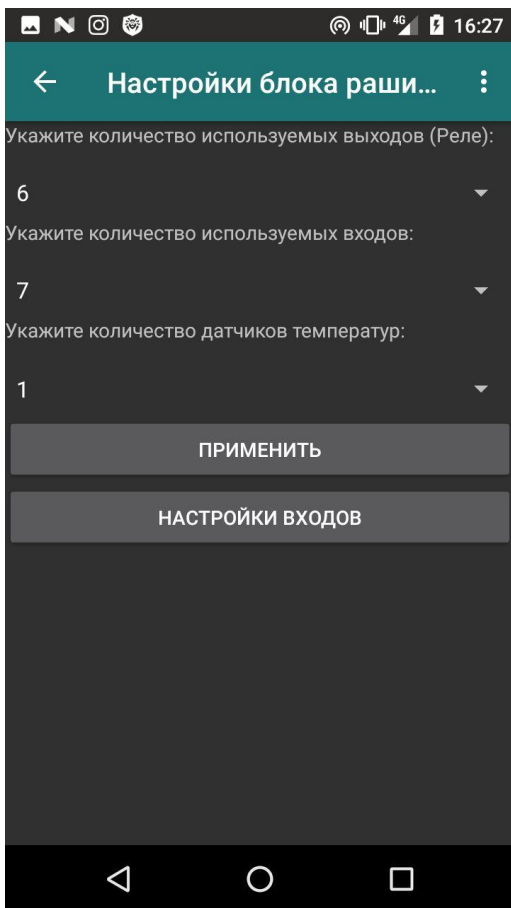 4G 16:27
Настройки блока раши...
Укажите количество используемых выходов (Реле):
6
Укажите количество используемых входов:
7
Укажите количество датчиков температур:
1
ПРИМЕНИТЬ
НАСТРОЙКИ ВХОДОВ